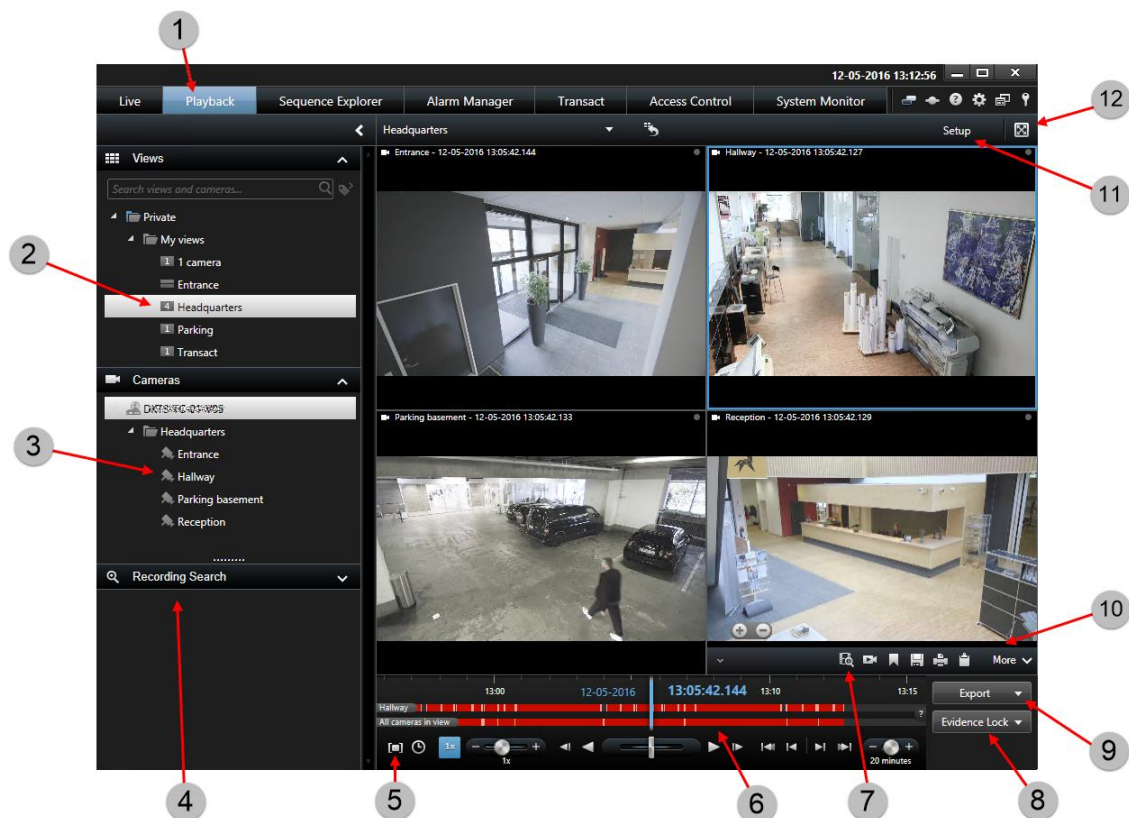 1
12-05-2016 13:12:56
Live Playback Sequence Explorer Alarm Manager Transact Access Control System Monitor
12
Headquarters
Setup
Views
Entrance - 12-05-2016 13:05:42.144
Hallway - 12-05-2016 13:05:42.127
11
Search views and cameras...
Private
My views
2
1 1 camera
Entrance
4 Headquarters
1 Parking
1 Transact
Cameras
Parking basement - 12-05-2016 13:05:42.133
Reception - 12-05-2016 13:05:42.129
Headquarters
3
Entrance
Hallway
Parking basement
Reception
Recording Search
10
More
13:00 12-05-2016 13:05:42.144 13:10 13:15
Export
Hallway
All cameras in view
?
Evidence Lock
1x
1x
20 minutes
4
5
6
7
8
9